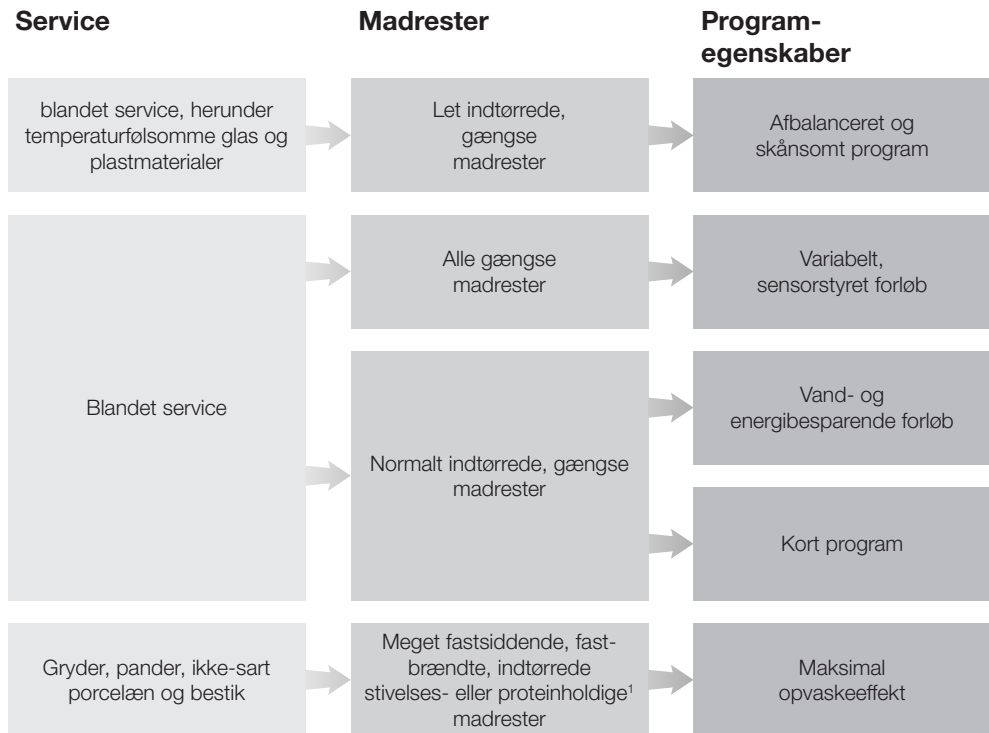 Service
Madrester
Program-
egenskaber
blandet service, herunder
temperaturfølsomme glas og
plastmaterialer
Let indtørrede,
gængse
madrester
Afbalanceret og
skånsomt program
Blandet service
Alle gængse
madrester
Variabelt,
sensorstyret forløb
Normalt indtørrede, gængse
madrester
Vand- og
energibesparende forløb
Kort program
Gryder, pander, ikke-sart
porcelæn og bestik
Meget fastsiddende, fast-
brændte, indtørrede
stivelses- eller proteinholdige¹
madrester
Maksimal
opvaskeeffekt